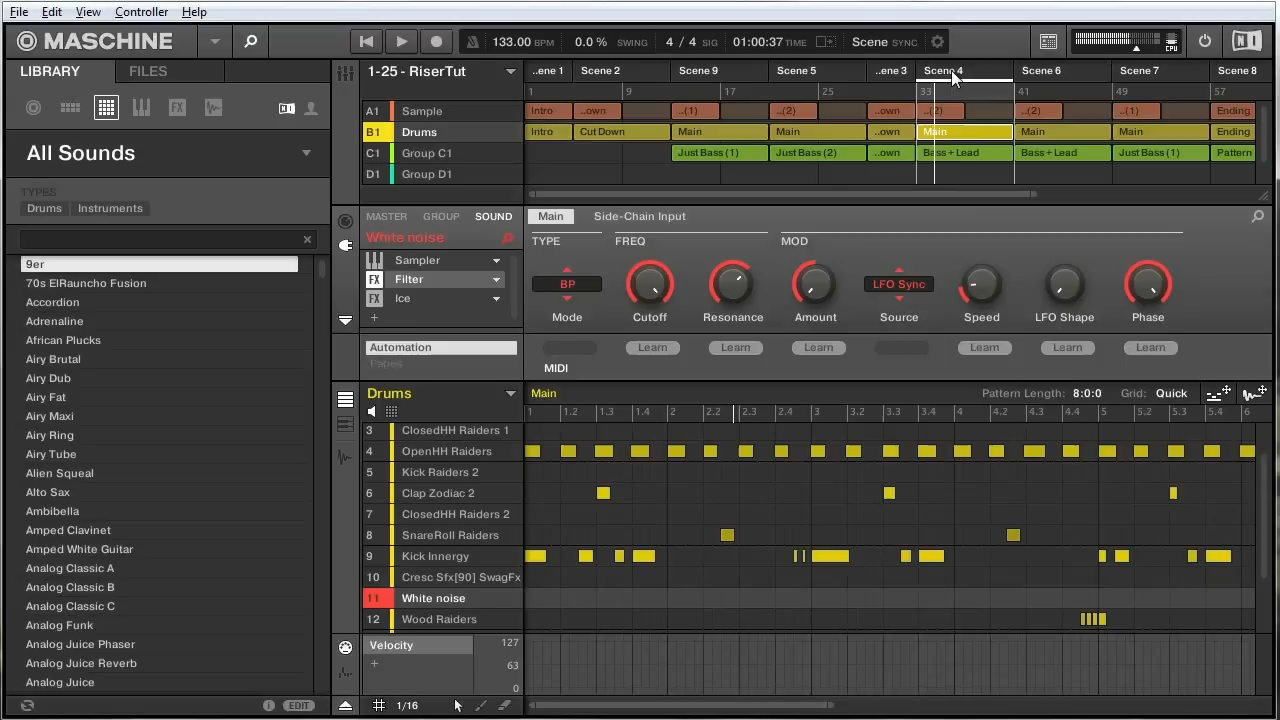 File Edit View Controller Help
MASCHINE 133.00 BPM 0.0 % SWING 4 / 4 SIG 01:00:37 TIME Scene SYNC CPU
LIBRARY FILES
1-25 - RiserTut
..ene 1 Scene 2 Scene 9 Scene 5 ..ene 3 Scene 4 Scene 6 Scene 7 Scene 8
1 9 17 25 33 41 49 57
A1 Sample Intro ..own ..(1) ..(2) ..own ..(2) ..(2) ..(1) Ending
B1 Drums Intro Cut Down Main Main ..own Main Main Main Ending
C1 Group C1 Just Bass (1) Just Bass (2) ..own Bass + Lead Bass + Lead Just Bass (1) Pattern
D1 Group D1
All Sounds
TYPES
Drums Instruments
MASTER GROUP SOUND
White noise
Sampler
Filter
Ice
+
Main Side-Chain Input
TYPE FREQ MOD
BP LFO Sync
Mode Cutoff Resonance Amount Source Speed LFO Shape Phase
Automation
Pages
Learn Learn Learn Learn Learn Learn
MIDI
9er
70s ElRauncho Fusion
Accordion
Adrenaline
African Plucks
Airy Brutal
Airy Dub
Airy Fat
Airy Maxi
Airy Ring
Airy Tube
Alien Squeal
Alto Sax
Ambibella
Amped Clavinet
Amped White Guitar
Analog Classic A
Analog Classic B
Analog Classic C
Analog Funk
Analog Juice Phaser
Analog Juice Reverb
Analog Juice
EDIT
Drums Main Pattern Length: 8:0:0 Grid: Quick
1 1.2 1.3 1.4 2 2.2 2.3 2.4 3 3.2 3.3 3.4 4 4.2 4.3 4.4 5 5.2 5.3 5.4 6
3 ClosedHH Raiders 1
4 OpenHH Raiders
5 Kick Raiders 2
6 Clap Zodiac 2
7 ClosedHH Raiders 2
8 SnareRoll Raiders
9 Kick Innergy
10 Cresc Sfx[90] SwagFx
11 White noise
12 Wood Raiders
Velocity 127
+ 63
0
1/16